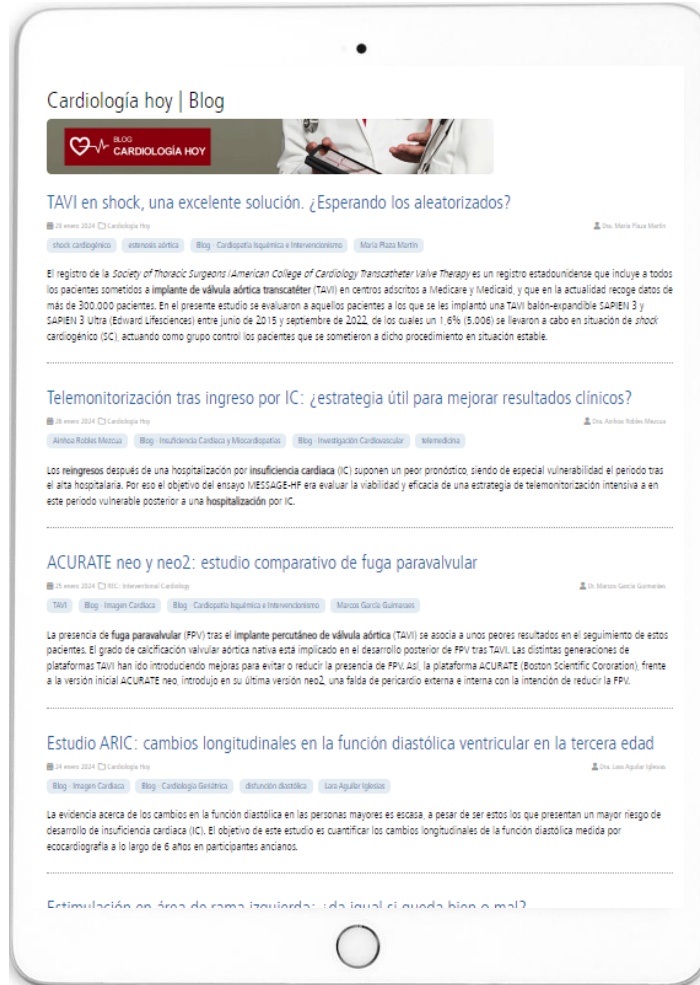 Cardiología hoy | Blog
BLOG
CARDIOLOGÍA HOY
TAVI en shock, una excelente solución. ¿Esperando los aleatorizados?
29 enero 2024 Cardiología Hoy
Dra. María Plaza Martín
shock cardiogénico estenosis aórtica Blog - Cardiopatía Isquémica e Intervencionismo María Plaza Martín
El registro de la Society of Thoracic Surgeons /American College of Cardiology Transcatheter Valve Therapy es un registro estadounidense que incluye a todos
los pacientes sometidos a implante de válvula aórtica transcatéter (TAVI) en centros adscritos a Medicare y Medicaid, y que en la actualidad recoge datos de
más de 300.000 pacientes. En el presente estudio se evaluaron a aquellos pacientes a los que se les implantó una TAVI balón-expandible SAPIEN 3 y
SAPIEN 3 Ultra (Edward Lifesciences) entre junio de 2015 y septiembre de 2022, de los cuales un 1,6% (5.006) se llevaron a cabo en situación de shock
cardiogénico (SC), actuando como grupo control los pacientes que se sometieron a dicho procedimiento en situación estable.
Telemonitorización tras ingreso por IC: ¿estrategia útil para mejorar resultados clínicos?
26 enero 2024 Cardiología Hoy
Dra. Ainhoa Robles Mezcua
Ainhoa Robles Mezcua Blog - Insuficiencia Cardiaca y Miocardiopatías Blog - Investigación Cardiovascular telemedicina
Los reingresos después de una hospitalización por insuficiencia cardiaca (IC) suponen un peor pronóstico, siendo de especial vulnerabilidad el periodo tras
el alta hospitalaria. Por eso el objetivo del ensayo MESSAGE-HF era evaluar la viabilidad y eficacia de una estrategia de telemonitorización intensiva a en
este periodo vulnerable posterior a una hospitalización por IC.
ACURATE neo y neo2: estudio comparativo de fuga paravalvular
25 enero 2024 REC: Interventional Cardiology
Dr. Marcos García Guimaraes
TAVI Blog - Imagen Cardiaca Blog - Cardiopatía Isquémica e Intervencionismo Marcos García Guimaraes
La presencia de fuga paravalvular (FPV) tras el implante percutáneo de válvula aórtica (TAVI) se asocia a unos peores resultados en el seguimiento de estos
pacientes. El grado de calcificación valvular aórtica nativa está implicado en el desarrollo posterior de FPV tras TAVI. Las distintas generaciones de
plataformas TAVI han ido introduciendo mejoras para evitar o reducir la presencia de FPV. Así, la plataforma ACURATE (Boston Scientific Cororation), frente
a la versión inicial ACURATE neo, introdujo en su última versión neo2, una falda de pericardio externa e interna con la intención de reducir la FPV.
Estudio ARIC: cambios longitudinales en la función diastólica ventricular en la tercera edad
24 enero 2024 Cardiología Hoy
Dra. Lara Aguilar Iglesias
Blog - Imagen Cardiaca Blog - Cardiología Geriátrica disfunción diastólica Lara Aguilar Iglesias
La evidencia acerca de los cambios en la función diastólica en las personas mayores es escasa, a pesar de ser estos los que presentan un mayor riesgo de
desarrollo de insuficiencia cardiaca (IC). El objetivo de este estudio es cuantificar los cambios longitudinales de la función diastólica medida por
ecocardiografía a lo largo de 6 años en participantes ancianos.
Estimulación en área de rama izquierda: ¿da igual si queda bien o mal?